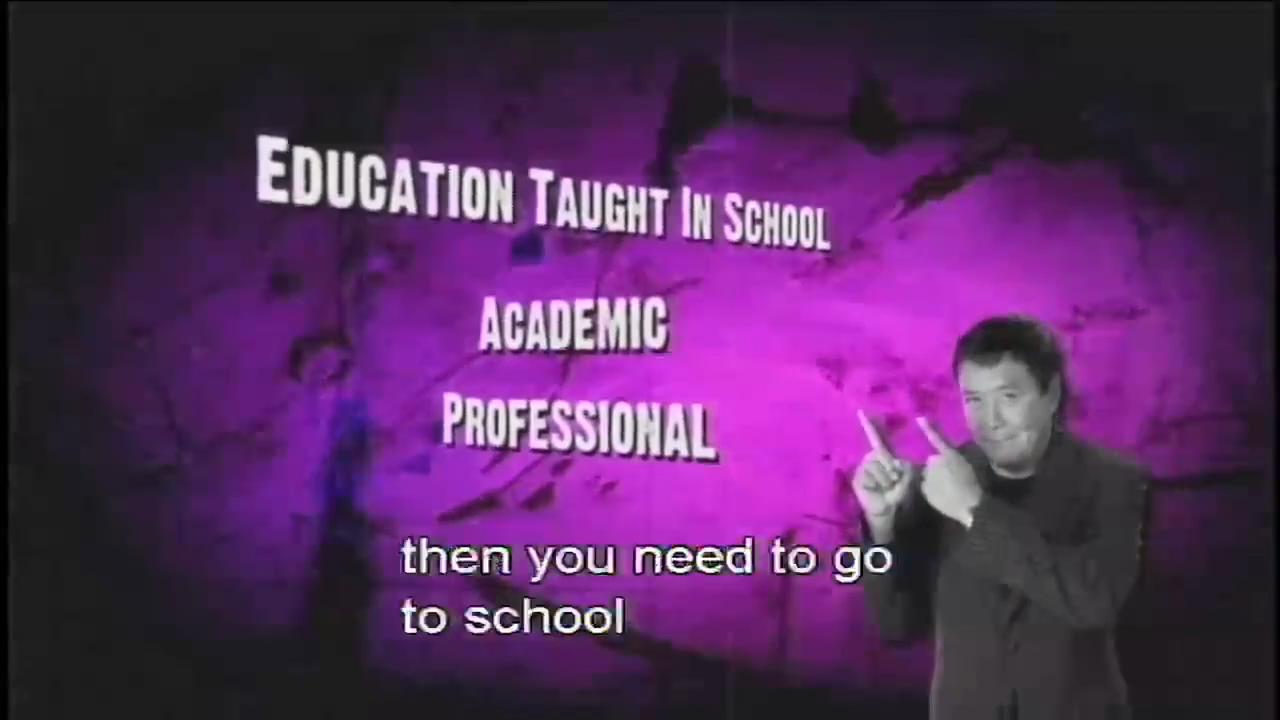 EDUCATION TAUGHT IN SCHOOL
ACADEMIC
PROFESSIONAL
then you need to go
to school